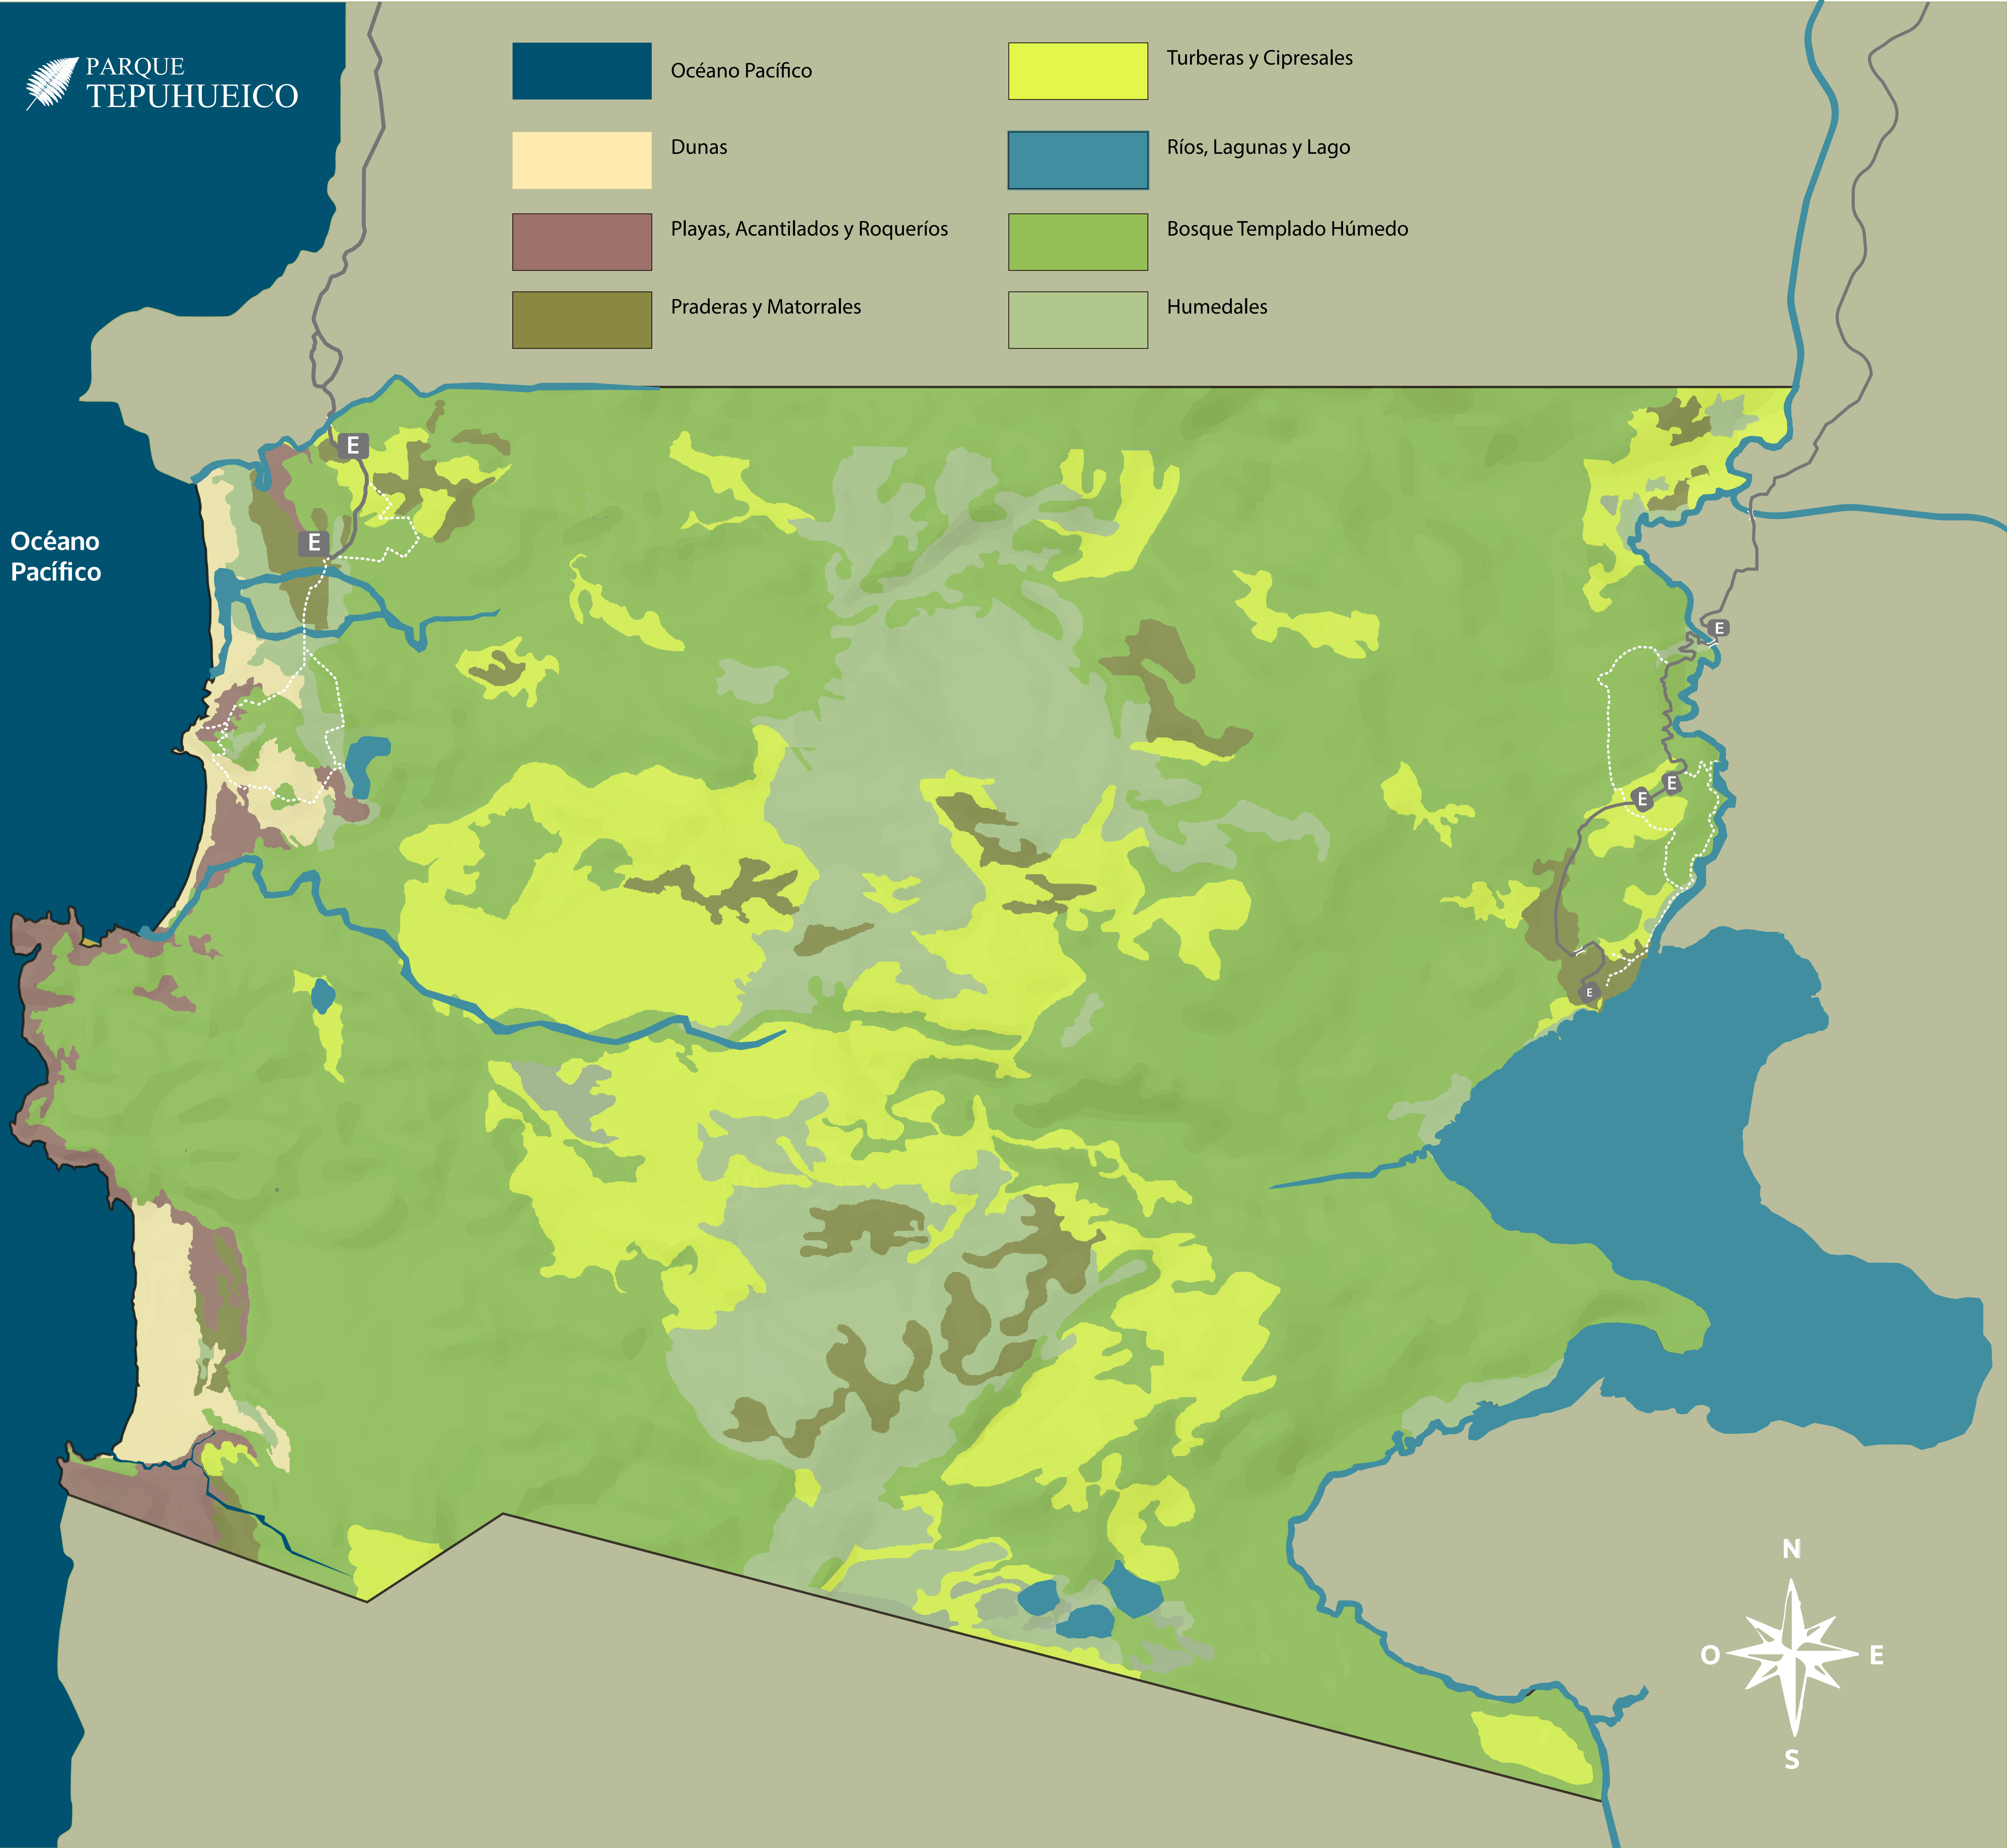 PARQUE
TEPUHUEICO
Océano Pacífico
Dunas
Playas, Acantilados y Roqueríos
Praderas y Matorrales
Turberas y Cipresales
Ríos, Lagunas y Lago
Bosque Templado Húmedo
Humedales
E
Océano
Pacífico
E
E
E
E
E
N
O
E
S